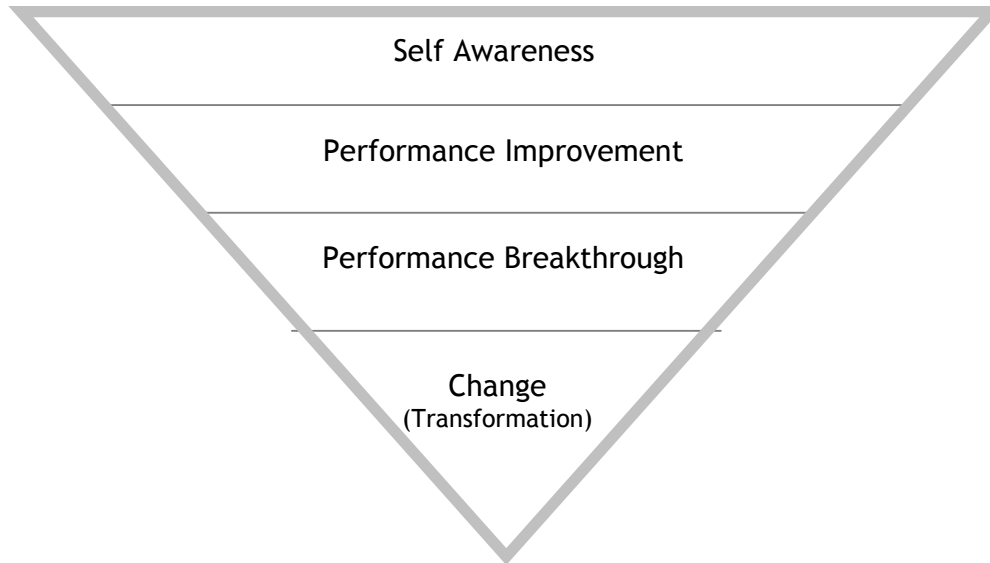 Self Awareness
Performance Improvement
Performance Breakthrough
Change
(Transformation)